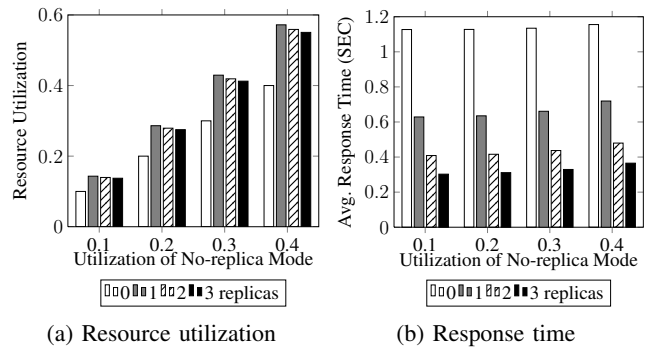 0.6
0.4
0.2
0
Resource Utilization
0.1 0.2 0.3 0.4
Utilization of No-replica Mode
0 1 2 3 replicas
(a) Resource utilization
1.2
1
0.8
0.6
0.4
0.2
0
Avg. Response Time (SEC)
0.1 0.2 0.3 0.4
Utilization of No-replica Mode
0 1 2 3 replicas
(b) Response time